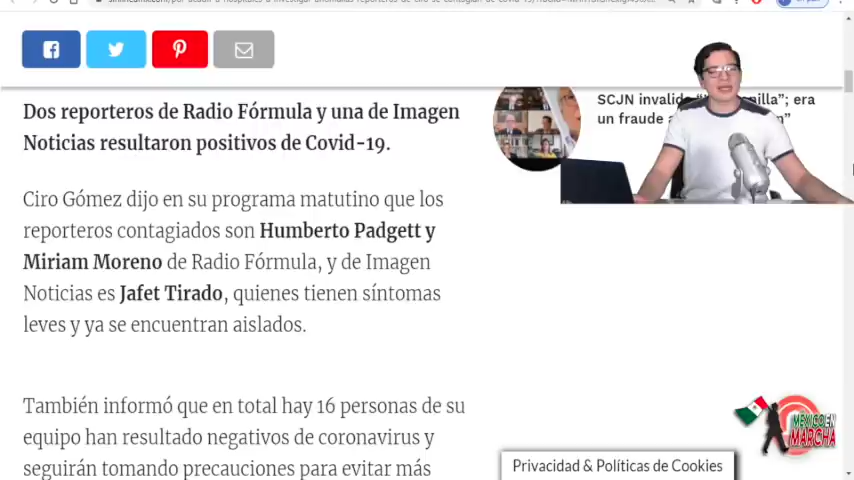 SCJN invalida
nilla”; era
un fraude a
n”
Dos reporteros de Radio Fórmula y una de Imagen
Noticias resultaron positivos de Covid-19.
Ciro Gómez dijo en su programa matutino que los
reporteros contagiados son Humberto Padgett y
Miriam Moreno de Radio Fórmula, y de Imagen
Noticias es Jafet Tirado, quienes tienen síntomas
leves y ya se encuentran aislados.
También informó que en total hay 16 personas de su
equipo han resultado negativos de coronavirus y
seguirán tomando precauciones para evitar más
MÉXICO EN
MARCHA
Privacidad & Políticas de Cookies